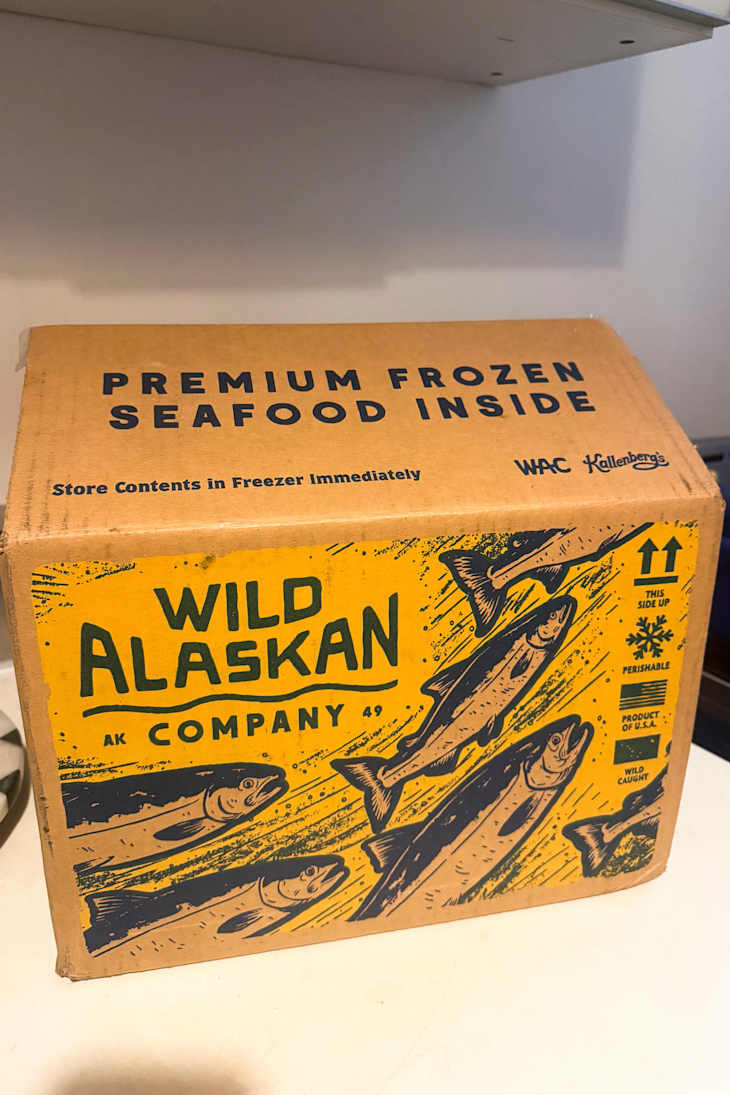 PREMIUM FROZEN
SEAFOOD INSIDE
Store Contents in Freezer Immediately
WAC Kallenberg's
WILD
ALASKAN
AK COMPANY 49
THIS
SIDE UP
PERISHABLE
PRODUCT
OF U.S.A.
WILD
CAUGHT